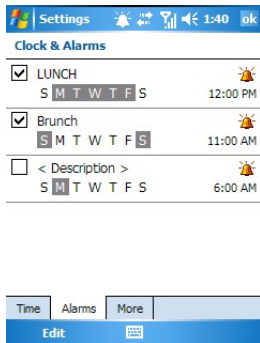 Settings 1:40 ok
Clock & Alarms
LUNCH
S M T W T F S 12:00 PM
Brunch
S M T W T F S 11:00 AM
< Description >
S M T W T F S 6:00 AM
Time Alarms More
Edit